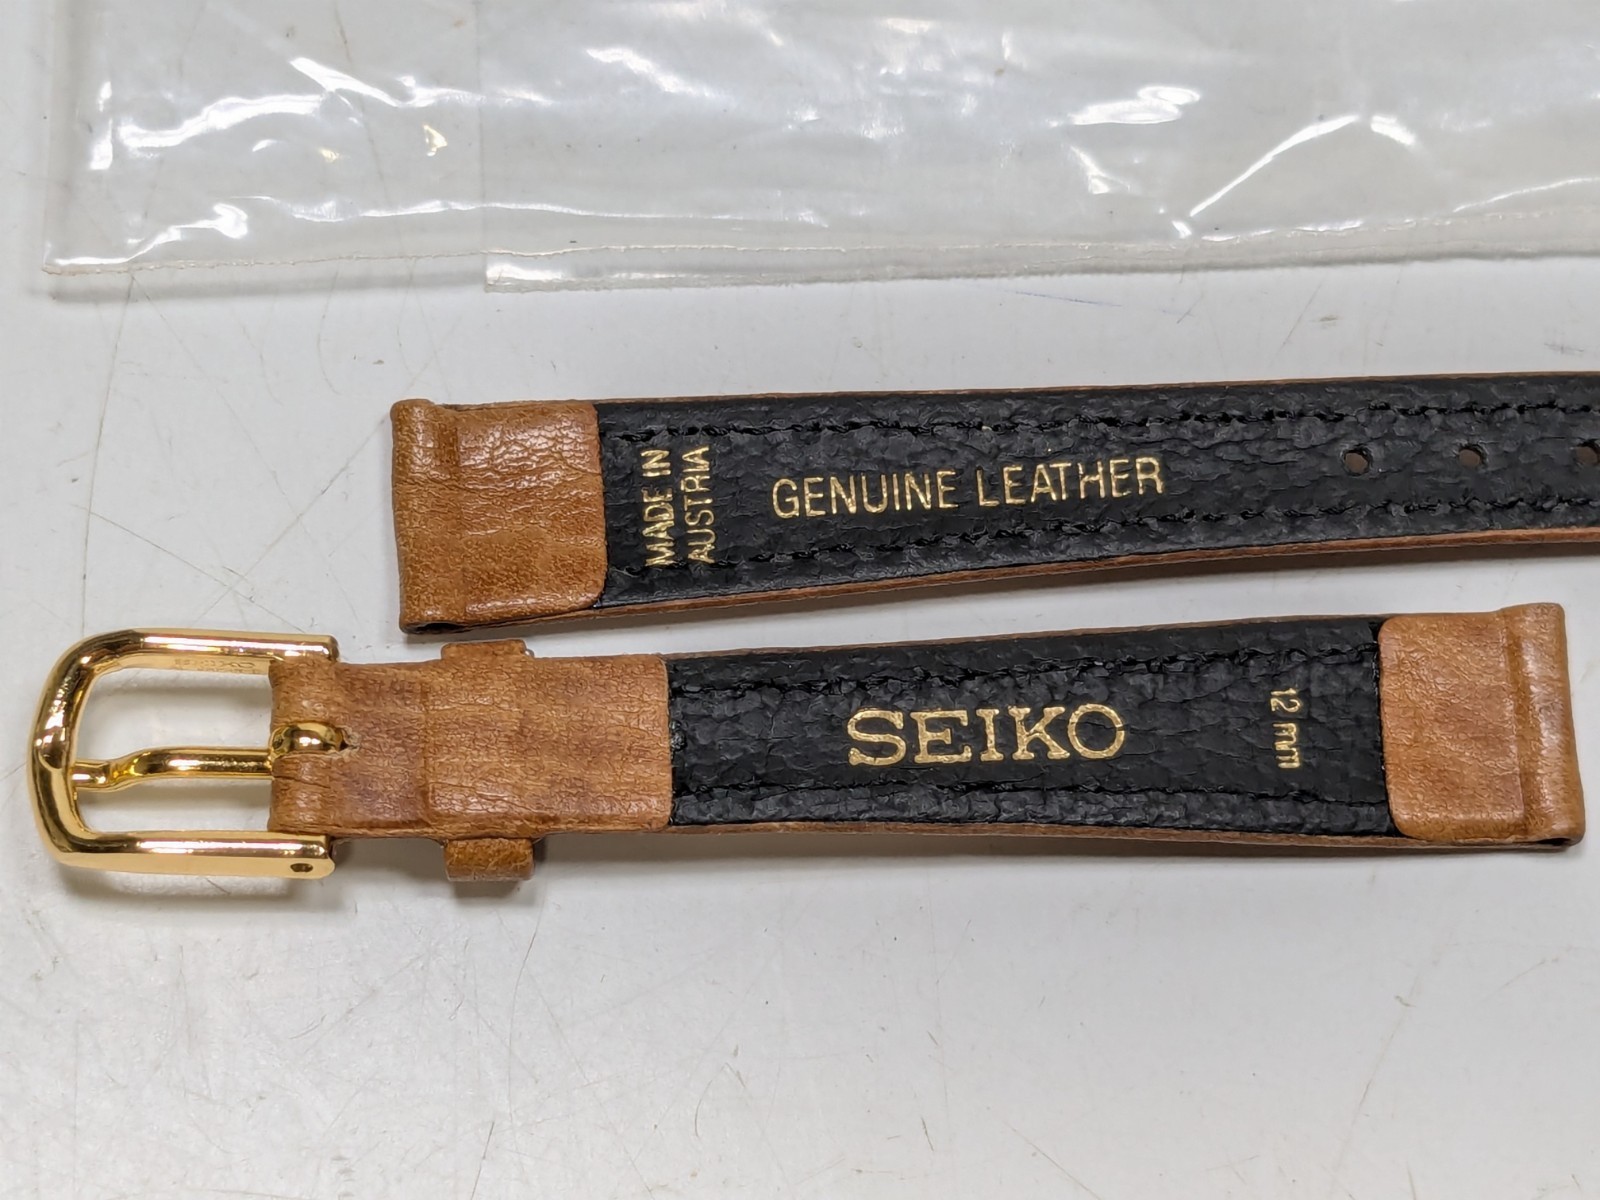 MADE IN
AUSTRIA
GENUINE LEATHER
SEIKO
12 mm